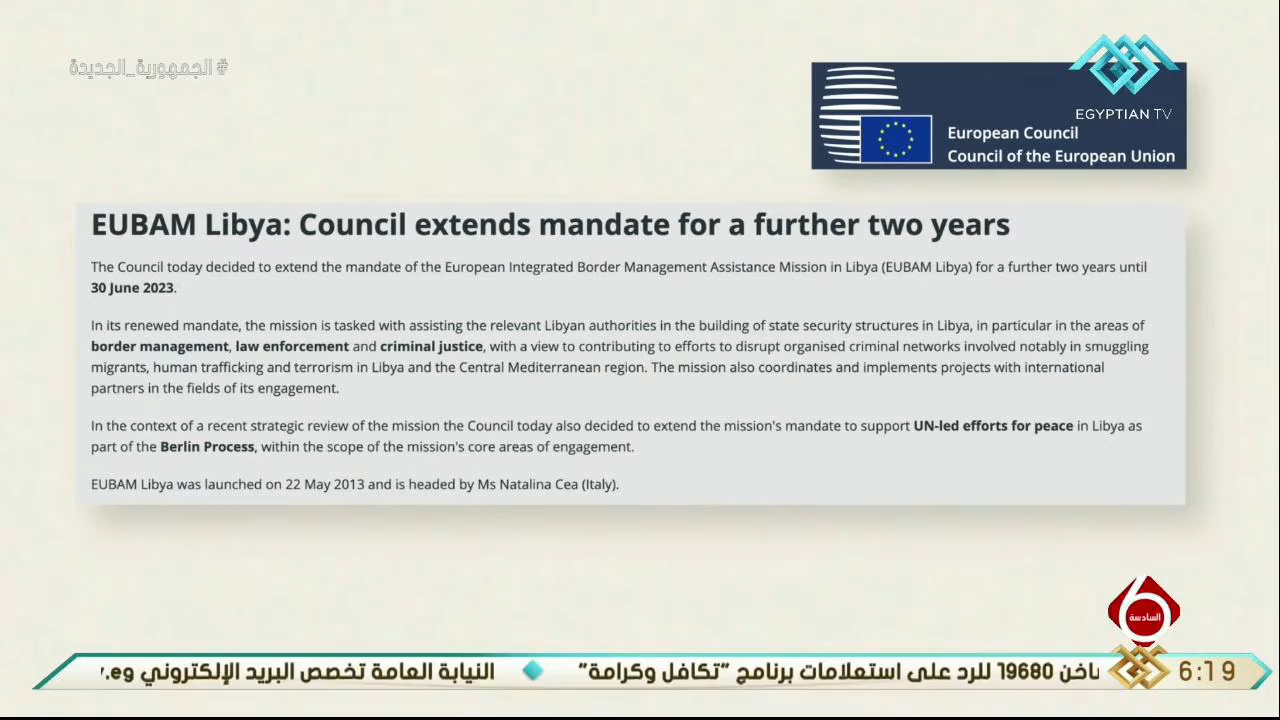 #الجمهورية_الجديدة
EGYPTIAN TV
European Council
Council of the European Union
EUBAM Libya: Council extends mandate for a further two years
The Council today decided to extend the mandate of the European Integrated Border Management Assistance Mission in Libya (EUBAM Libya) for a further two years until
30 June 2023.
In its renewed mandate, the mission is tasked with assisting the relevant Libyan authorities in the building of state security structures in Libya, in particular in the areas of
border management, law enforcement and criminal justice, with a view to contributing to efforts to disrupt organised criminal networks involved notably in smuggling
migrants, human trafficking and terrorism in Libya and the Central Mediterranean region. The mission also coordinates and implements projects with international
partners in the fields of its engagement.
In the context of a recent strategic review of the mission the Council today also decided to extend the mission's mandate to support UN-led efforts for peace in Libya as
part of the Berlin Process, within the scope of the mission's core areas of engagement.
EUBAM Libya was launched on 22 May 2013 and is headed by Ms Natalina Cea (Italy).
السادسة
19680 للرد على استعلامات برنامج “تكافل وكرامة” النيابة العامة تخصص البريد الإلكتروني
6:19